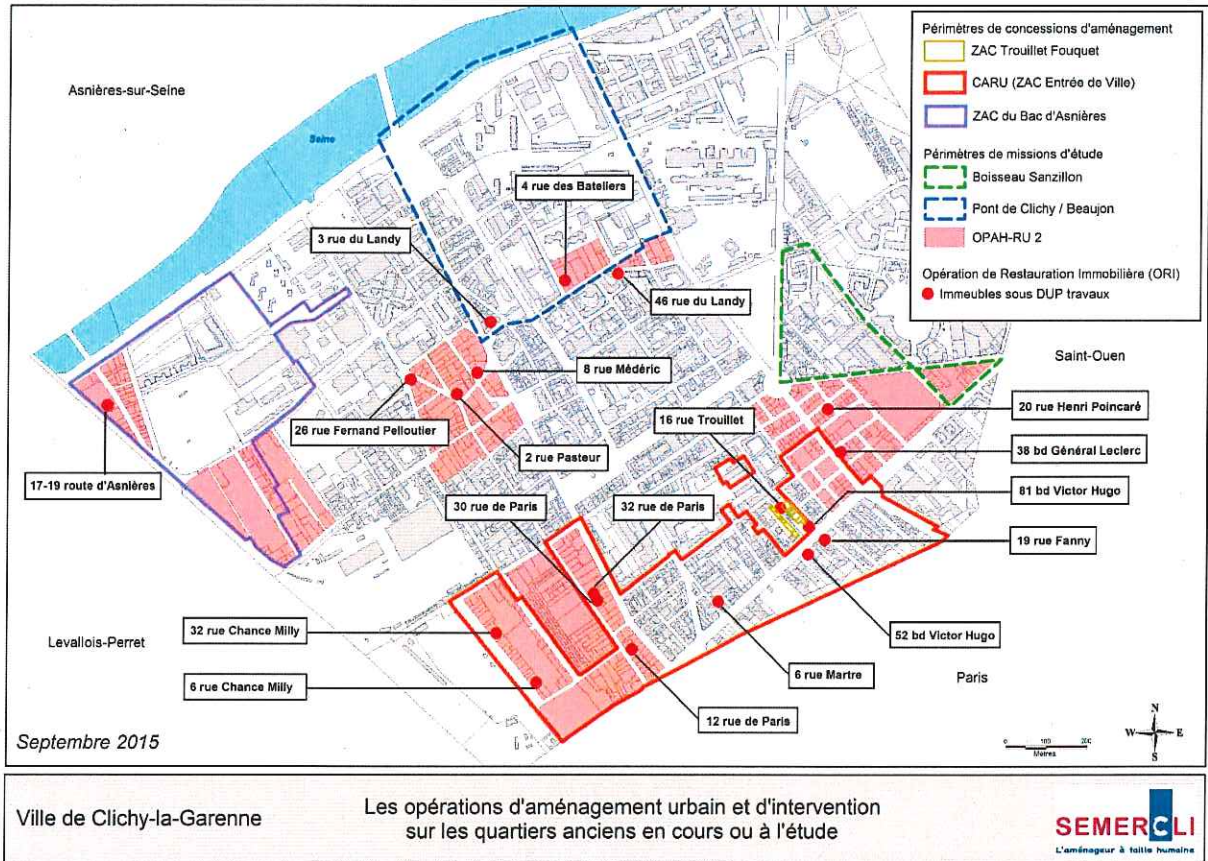 Asnières-sur-Seine
Seine
Périmètres de concessions d'aménagement
ZAC Trouillet Fouquet
CARU (ZAC Entrée de Ville)
ZAC du Bac d'Asnières
Périmètres de missions d'étude
Boisseau Sanzillon
Pont de Clichy / Beaujon
OPAH-RU 2
Opération de Restauration Immobilière (ORI)
Immeubles sous DUP travaux
4 rue des Bateliers
3 rue du Landy
46 rue du Landy
8 rue Médéric
Saint-Ouen
26 rue Fernand Pelloutier
2 rue Pasteur
16 rue Trouillet
20 rue Henri Poincaré
38 bd Général Leclerc
17-19 route d'Asnières
30 rue de Paris
32 rue de Paris
81 bd Victor Hugo
19 rue Fanny
32 rue Chance Milly
Levallois-Perret
52 bd Victor Hugo
6 rue Chance Milly
6 rue Martre
Paris
12 rue de Paris
Septembre 2015
0 100 200
Mètres
N
W E
S
Ville de Clichy-la-Garenne
Les opérations d'aménagement urbain et d'intervention
sur les quartiers anciens en cours ou à l'étude
SEMERCLI
L'aménageur à taille humaine